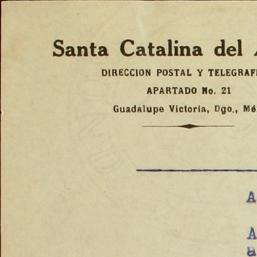 Santa Catalina del
DIRECCION POSTAL Y TELEGRAFI
APARTADO No. 21
Guadalupe Victoria, Dgo., Mé
A
A
a